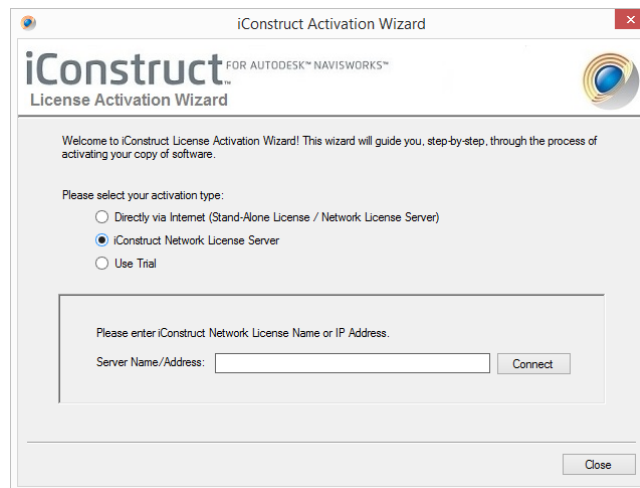 iConstruct Activation Wizard
iConstruct™ FOR AUTODESK™ NAVISWORKS™
License Activation Wizard
Welcome to iConstruct License Activation Wizard! This wizard will guide you, step-by-step, through the process of
activating your copy of software.
Please select your activation type:
Directly via Internet (Stand-Alone License / Network License Server)
iConstruct Network License Server
Use Trial
Please enter iConstruct Network License Name or IP Address.
Server Name/Address:
Connect
Close